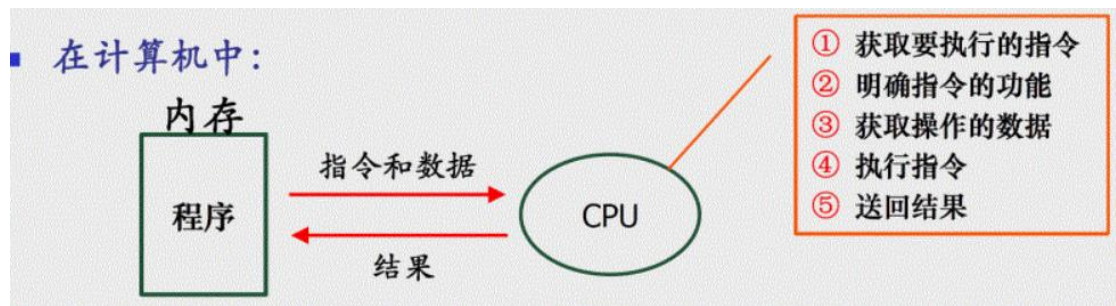 在计算机中:
内存
程序
指令和数据
结果
CPU
① 获取要执行的指令
② 明确指令的功能
③ 获取操作的数据
④ 执行指令
⑤ 送回结果